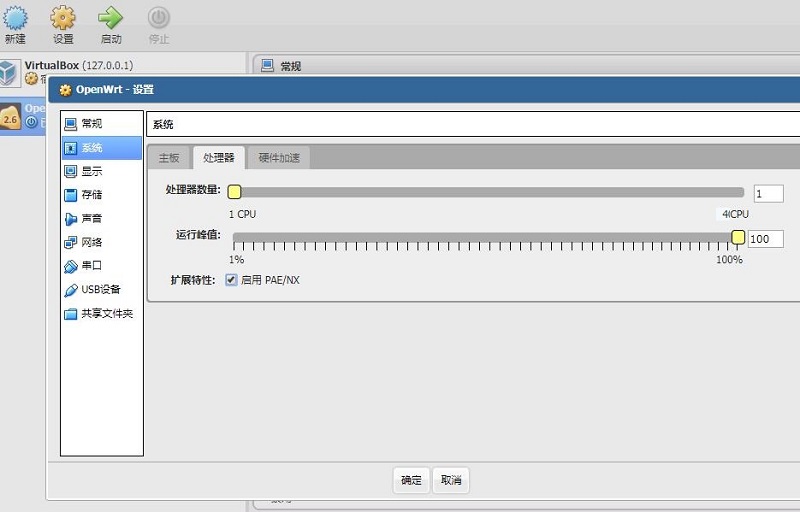 新建 设置 启动 停止
VirtualBox (127.0.0.1)
常规
OpenWrt - 设置
Ope
2.6
常规
系统
显示
存储
声音
网络
串口
USB设备
共享文件夹
系统
主板 处理器 硬件加速
处理器数量: 1
1 CPU CPU
运行峰值: 100
1% 100%
扩展特性: 启用 PAE/NX
确定 取消